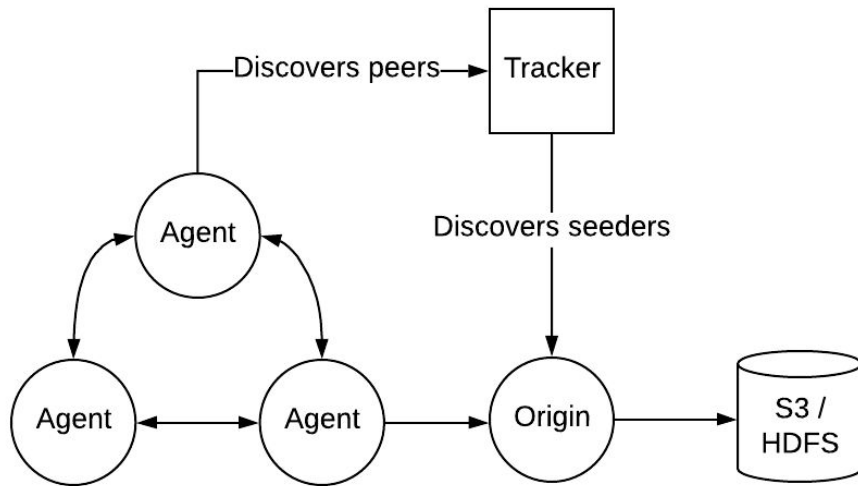 Discovers peers
Tracker
Agent
Discovers seeders
Agent
Agent
Origin
S3 /
HDFS